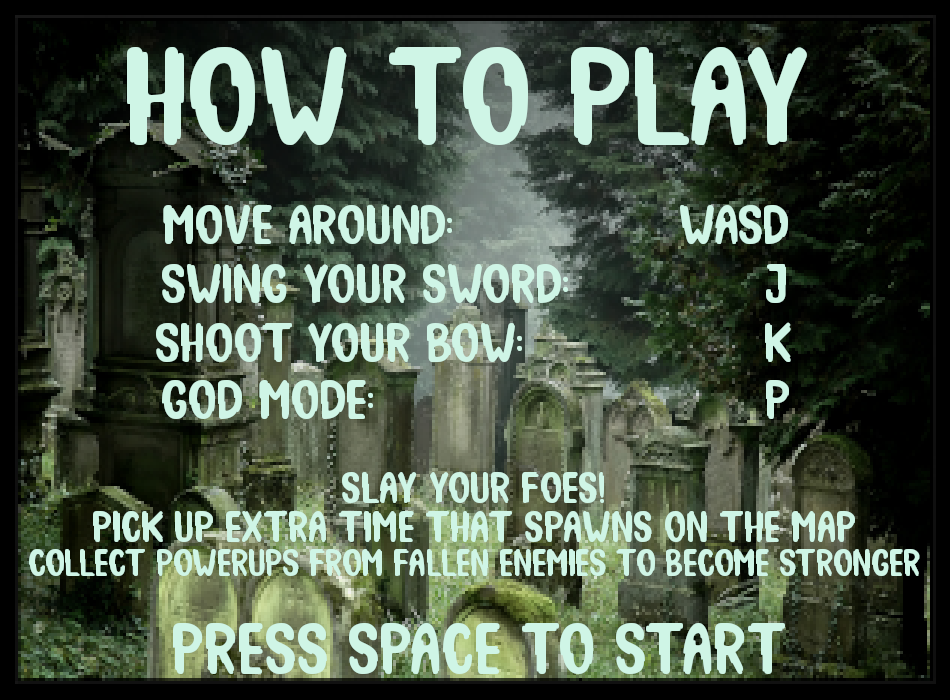 HOW TO PLAY
MOVE AROUND: WASD
SWING YOUR SWORD: J
SHOOT YOUR BOW: K
GOD MODE: P
SLAY YOUR FOES!
PICK UP EXTRA TIME THAT SPAWNS ON THE MAP
COLLECT POWERUPS FROM FALLEN ENEMIES TO BECOME STRONGER
PRESS SPACE TO START